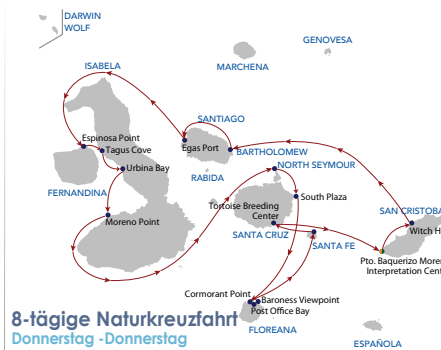 DARWIN
WOLF
GENOVESA
ISABELA
MARCHENA
SANTIAGO
Espinosa Point
Tagus Cove
Egas Port
BARTHOLOMEW
Urbina Bay
NORTH SEYMOUR
RABIDA
FERNANDINA
South Plaza
Tortoise Breeding
Center
SAN CRISTOBA
Moreno Point
Witch H
SANTA CRUZ
SANTA FE
Pto. Baquerizo Moren
Interpretation Cent
Cormorant Point
Baroness Viewpoint
Post Office Bay
8-tägige Naturkreuzfahrt
FLOREANA
Donnerstag -Donnerstag
ESPAÑOLA